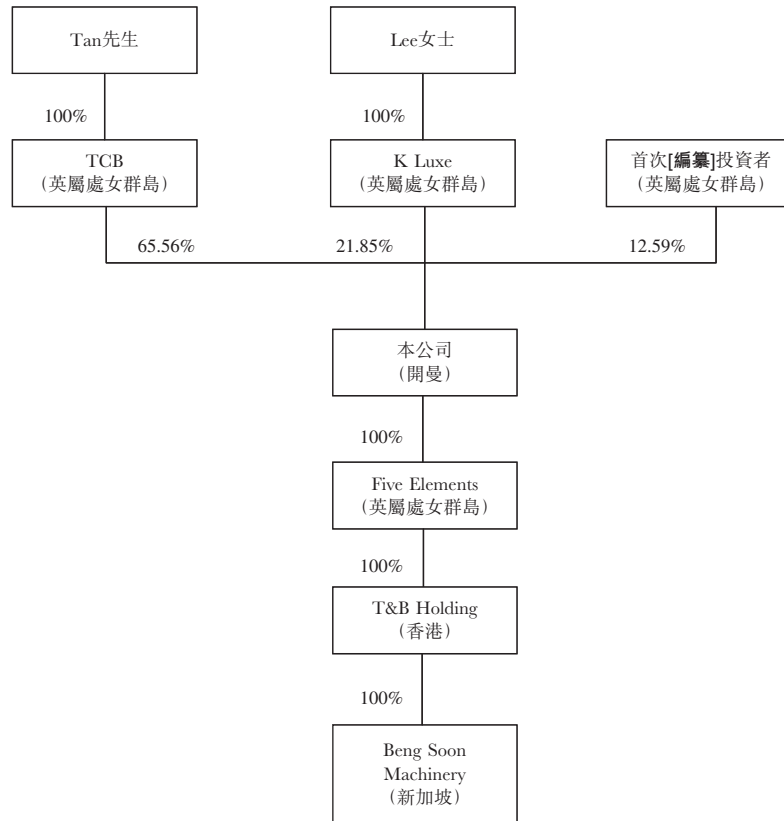 Tan先生
Lee女士
100%
100%
TCB
(英屬處女群島)
K Luxe
(英屬處女群島)
首次[編纂]投資者
(英屬處女群島)
65.56%
21.85%
12.59%
本公司
(開曼)
100%
Five Elements
(英屬處女群島)
100%
T&B Holding
(香港)
100%
Beng Soon
Machinery
(新加坡)